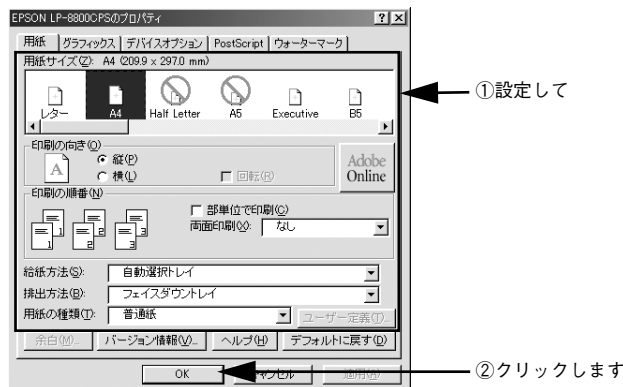 EPSON LP-8800CPSのプロパティ
用紙 グラフィックス デバイスオプション PostScript ウォーターマーク
用紙サイズ(Z): A4 (209.9 x 297.0 mm)
レター A4 Half Letter A5 Executive B5
①設定して
印刷の向き(O)
A
縦(P)
横(L)
回転(R)
Adobe
Online
印刷の順番(N)
1 1 2 2 3 3
部単位で印刷(C)
両面印刷(X): なし
給紙方法(S): 自動選択トレイ
排出方法(B): フェイスダウントレイ
用紙の種類(T): 普通紙 ユーザー定義(I)...
余白(M)... バージョン情報(V)... ヘルプ(H) デフォルトに戻す(D)
OK キャンセル 適用(A)
②クリックします